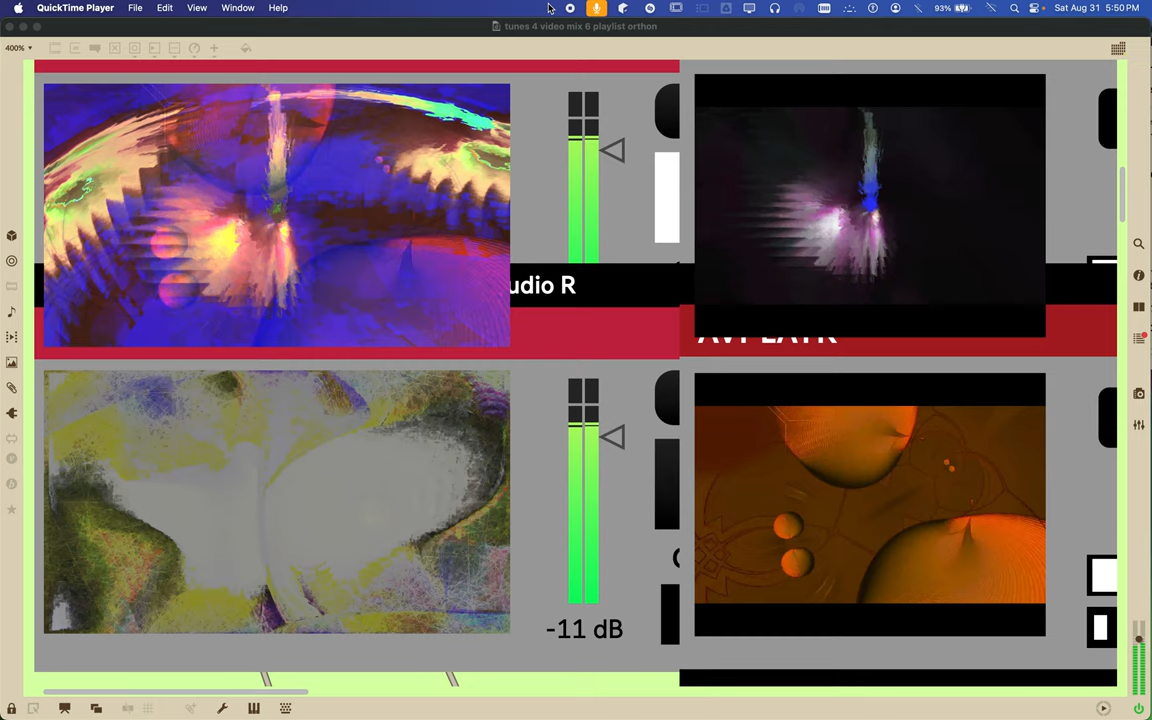 QuickTime Player File Edit View Window Help 93% Sat Aug 31 5:50 PM
tunes 4 video mix 6 playlist orthon
400%
udio R
-11 dB